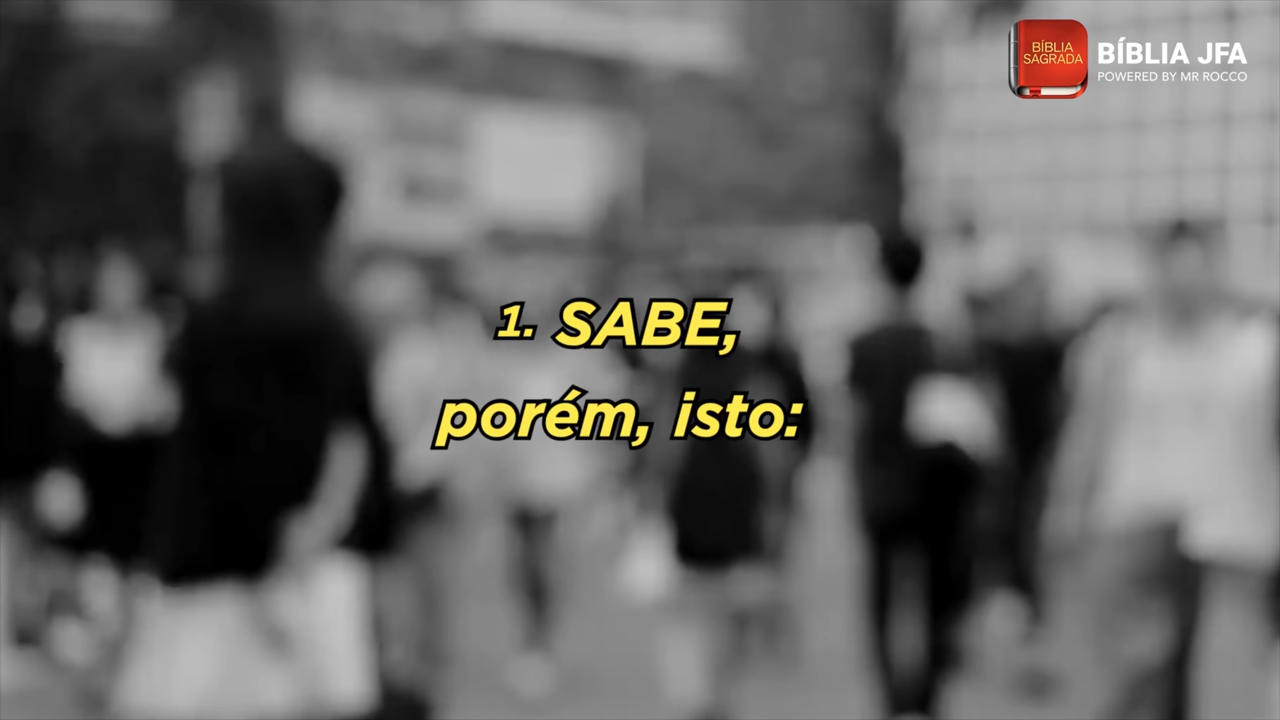 BÍBLIA
SAGRADA
BÍBLIA JFA
POWERED BY MR ROCCO
1. SABE,
porém, isto: